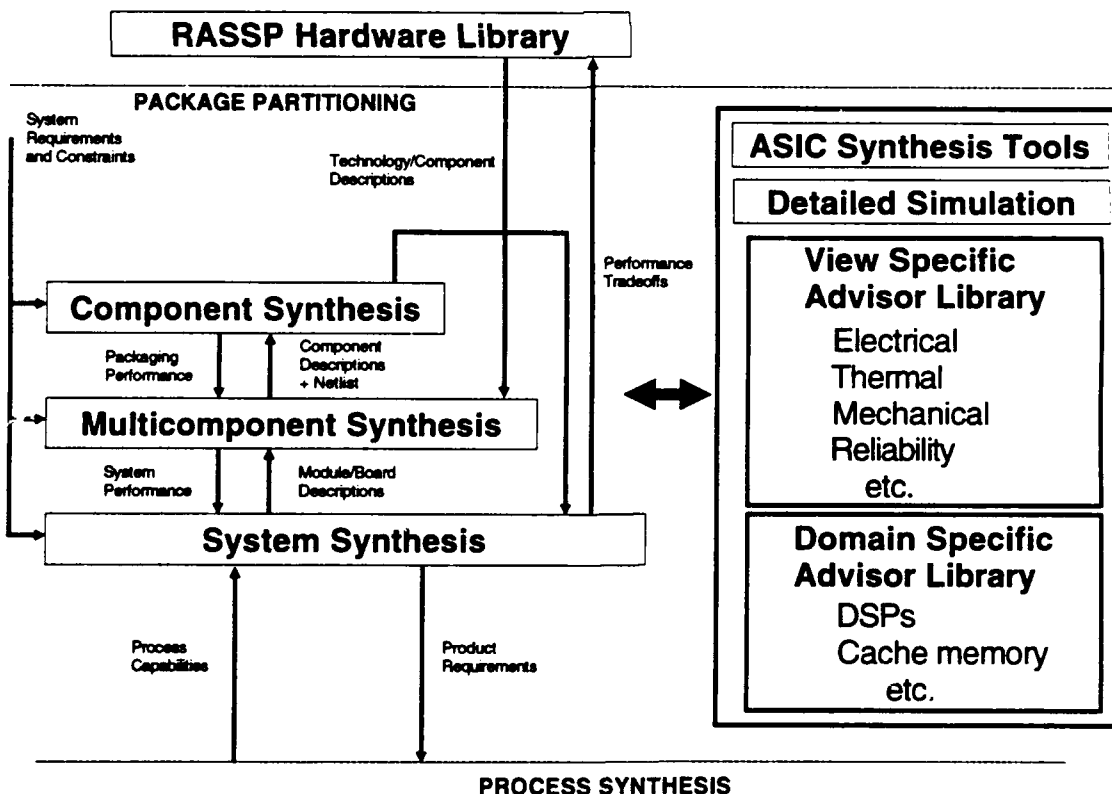 RASSP Hardware Library
PACKAGE PARTITIONING
System
Requirements
and Constraints
Technology/Component
Descriptions
Performance
Tradeoffs
Component Synthesis
Packaging
Performance
Component
Descriptions
+ Netlist
Multicomponent Synthesis
System
Performance
Module/Board
Descriptions
System Synthesis
Process
Capabilities
Product
Requirements
PROCESS SYNTHESIS
ASIC Synthesis Tools
Detailed Simulation
View Specific
Advisor Library
Electrical
Thermal
Mechanical
Reliability
etc.
Domain Specific
Advisor Library
DSPs
Cache memory
etc.